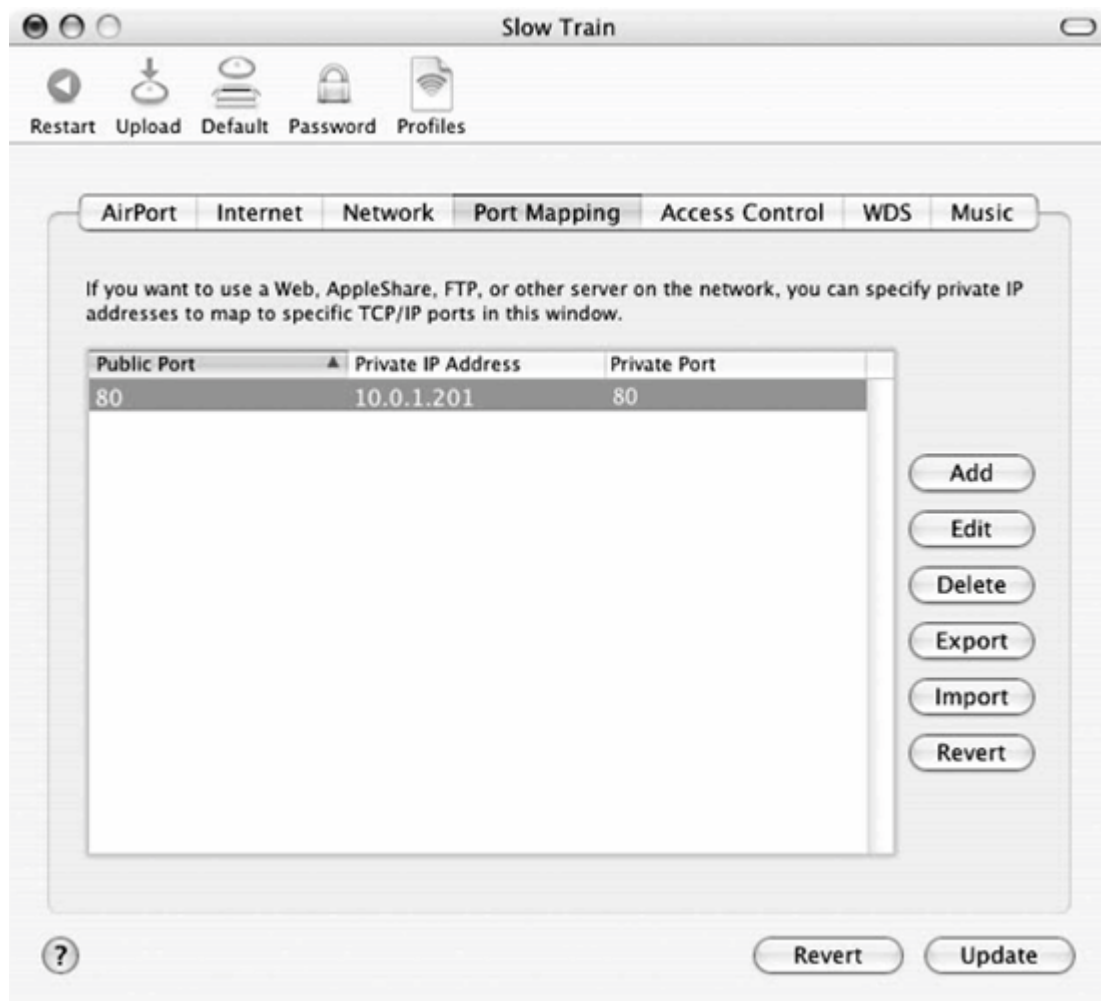 Slow Train
Restart Upload Default Password Profiles
AirPort Internet Network Port Mapping Access Control WDS Music
If you want to use a Web, AppleShare, FTP, or other server on the network, you can specify private IP
addresses to map to specific TCP/IP ports in this window.
Public Port Private IP Address Private Port
80 10.0.1.201 80
Add
Edit
Delete
Export
Import
Revert
? Revert Update